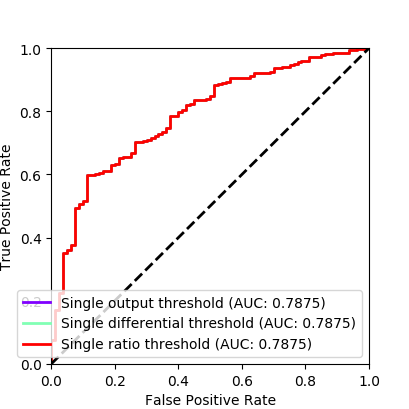 1.0
0.8
0.6
0.4
0.2
0.0
True Positive Rate
Single output threshold (AUC: 0.7875)
Single differential threshold (AUC: 0.7875)
Single ratio threshold (AUC: 0.7875)
0.0 0.2 0.4 0.6 0.8 1.0
False Positive Rate